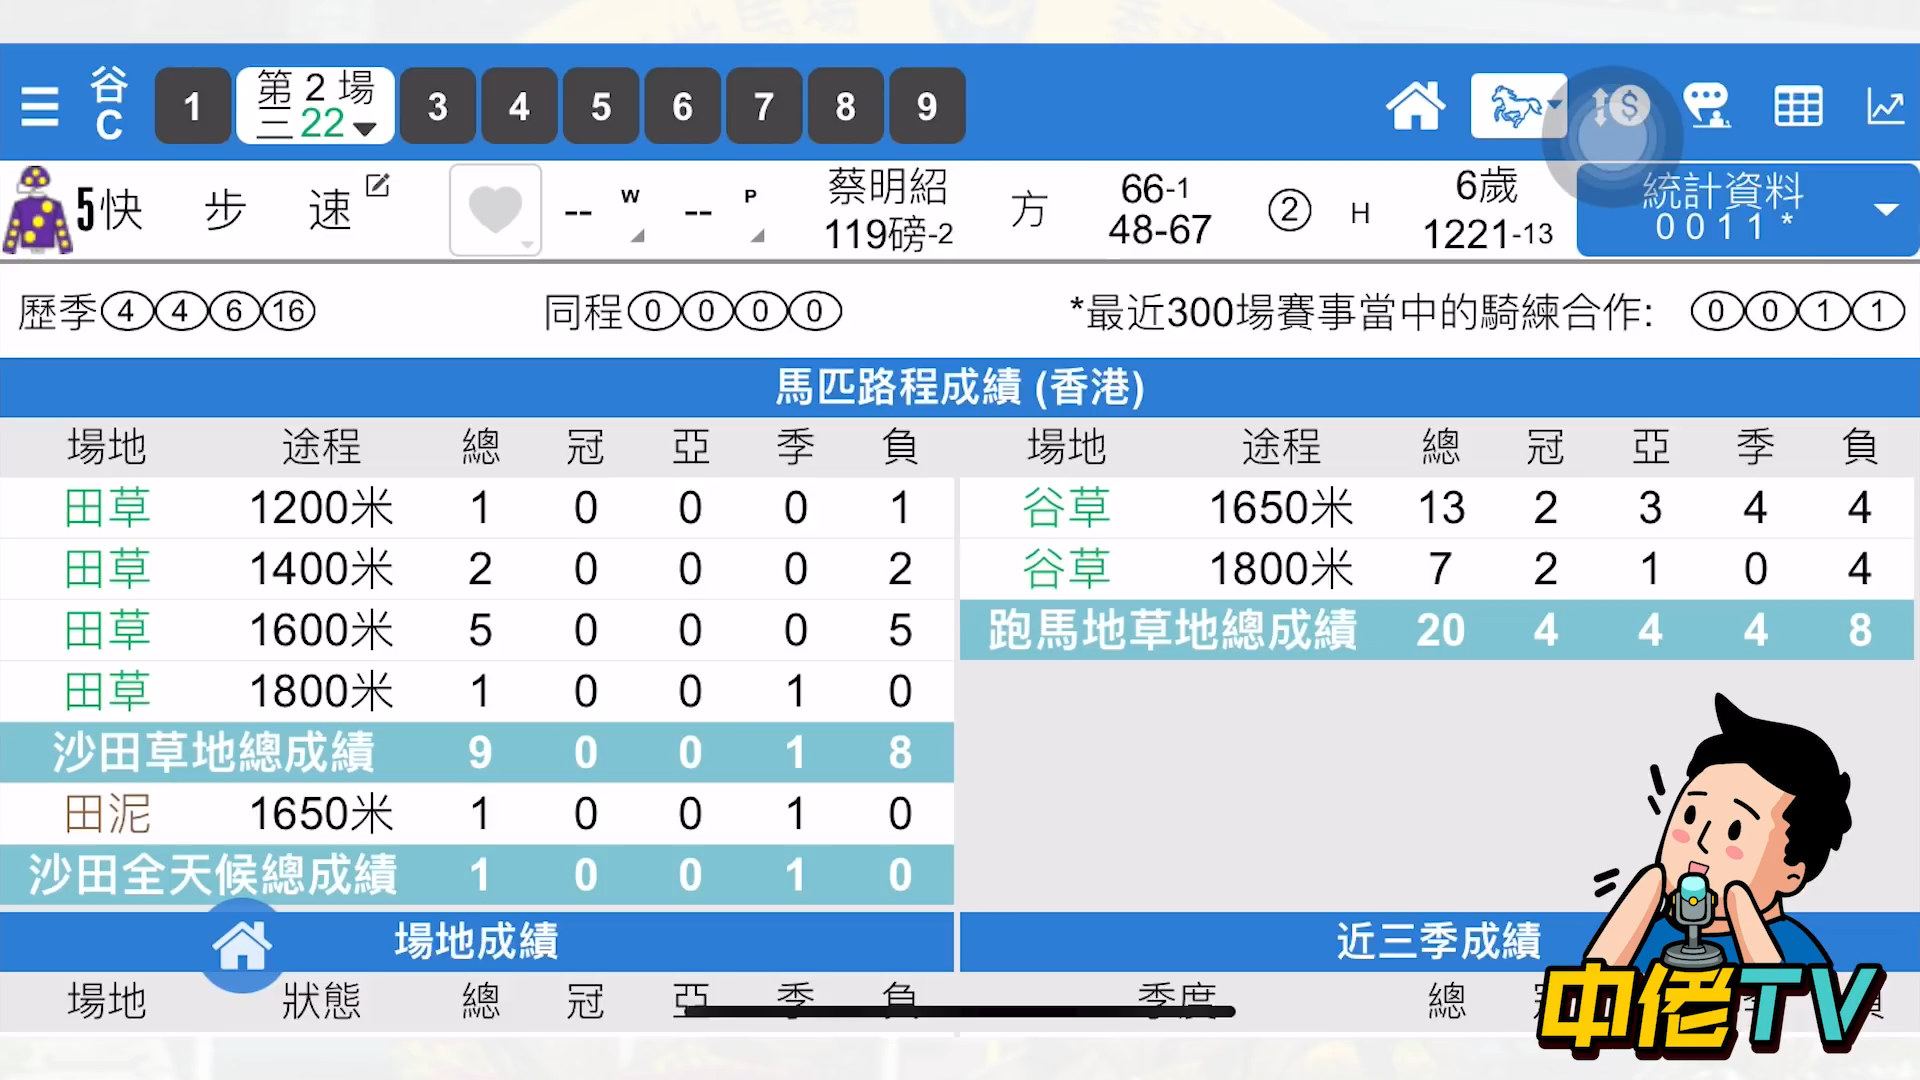 谷C 1 第2場 二22 3 4 5 6 7 8 9
5 快步速 -- W -- P 蔡明紹 119磅-2 方 66-1 48-67 2 H 6歲 1221-13 統計資料 0011*
歷季 4 4 6 16 同程 0 0 0 0 *最近300場賽事當中的騎練合作: 0 0 1 1
馬匹路程成績 (香港)
場地 途程 總 冠 亞 季 負 場地 途程 總 冠 亞 季 負
田草 1200米 1 0 0 0 1 谷草 1650米 13 2 3 4 4
田草 1400米 2 0 0 0 2 谷草 1800米 7 2 1 0 4
田草 1600米 5 0 0 0 5 跑馬地草地總成績 20 4 4 4 8
田草 1800米 1 0 0 1 0
沙田草地總成績 9 0 0 1 8
田泥 1650米 1 0 0 1 0
沙田全天候總成績 1 0 0 1 0
場地成績 近三季成績
場地 狀態 總 冠 亞 季 負 季度 總
中佬TV